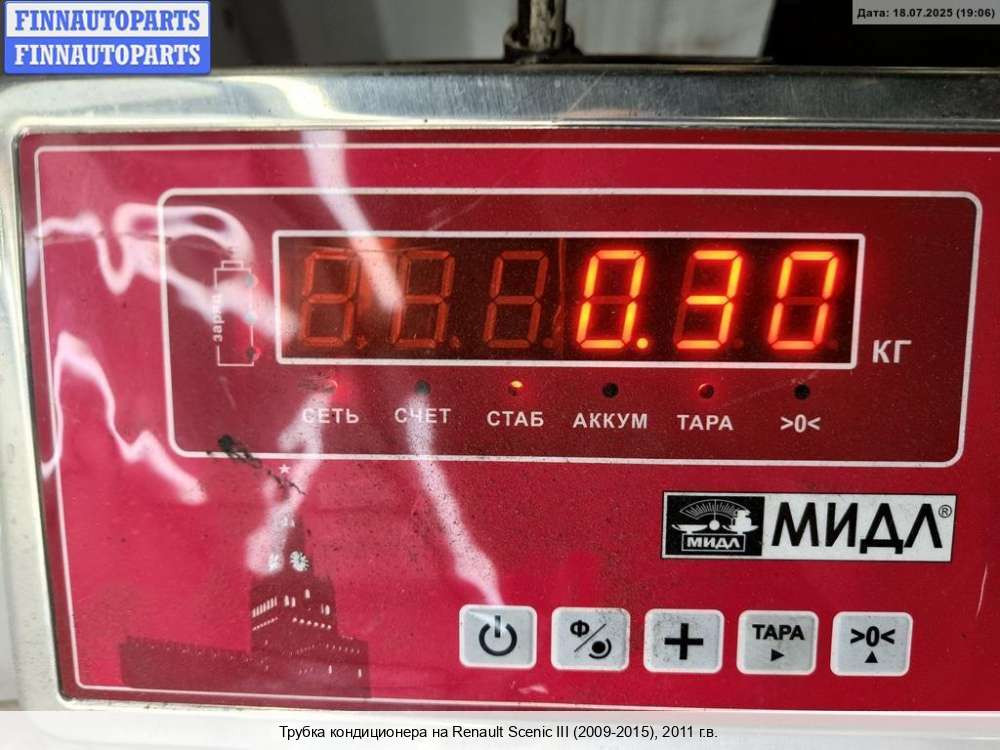 FINNAUTOPARTS
FINNAUTOPARTS
Дата: 18.07.2025 (19:06)
заряд
0.30
КГ
СЕТЬ СЧЕТ СТАБ АККУМ ТАРА >0<
МИДЛ МИДЛ®
Ф ТАРА >0<
Трубка кондиционера на Renault Scenic III (2009-2015), 2011 г.в.